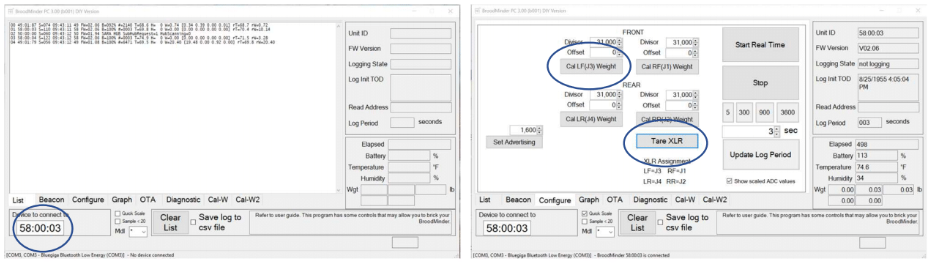 BroodMinder PC 3.00 (b001) DIY Version
Unit ID
FW Version
Logging State
Log Init TOD
Read Address
Log Period
seconds
Elapsed
Battery
%
Temperature
°F
Humidity
%
Wgt
lb
List
Beacon
Configure
Graph
OTA
Diagnostic
Cal-W
Cal-W2
Device to connect to
58:00:03
Quick Scale
Sample < 20
Mdl
*
Clear List
Save log to csv file
Refer to user guide. This program has some controls that may allow you to brick your BroodMinder.
[COM3, COM3 - Bluegiga Bluetooth Low Energy (COM3)] - No device connected
BroodMinder PC 3.00 (b001) DIY Version
FRONT
Divisor 31,000
Divisor 31,000
Offset 0
Offset 0
Cal LF(J3) Weight
Cal RF(J1) Weight
REAR
Divisor 31,000
Divisor 31,000
Offset 0
Offset 0
Cal LR(J4) Weight
Cal RR(J2) Weight
1,600
Set Advertising
Tare XLR
XLR Assignment
LF=J3 RF=J1
LR=J4 RR=J2
Start Real Time
Stop
5 300 900 3600
3 sec
Update Log Period
Show scaled ADC values
Unit ID 58:00:03
FW Version V02.06
Logging State not logging
Log Init TOD 8/25/1955 4:05:04 PM
Read Address
Log Period 003 seconds
Elapsed 498
Battery 113 %
Temperature 74.6 °F
Humidity 34 %
Wgt 0.00 0.03 0.03 lb
0.00 0.00
List
Beacon
Configure
Graph
OTA
Diagnostic
Cal-W
Cal-W2
Device to connect to
58:00:03
Quick Scale
Sample < 20
Mdl
*
Clear List
Save log to csv file
Refer to user guide. This program has some controls that may allow you to brick your BroodMinder.
[COM3, COM3 - Bluegiga Bluetooth Low Energy (COM3)] - BroodMinder 58:00:03 is connected